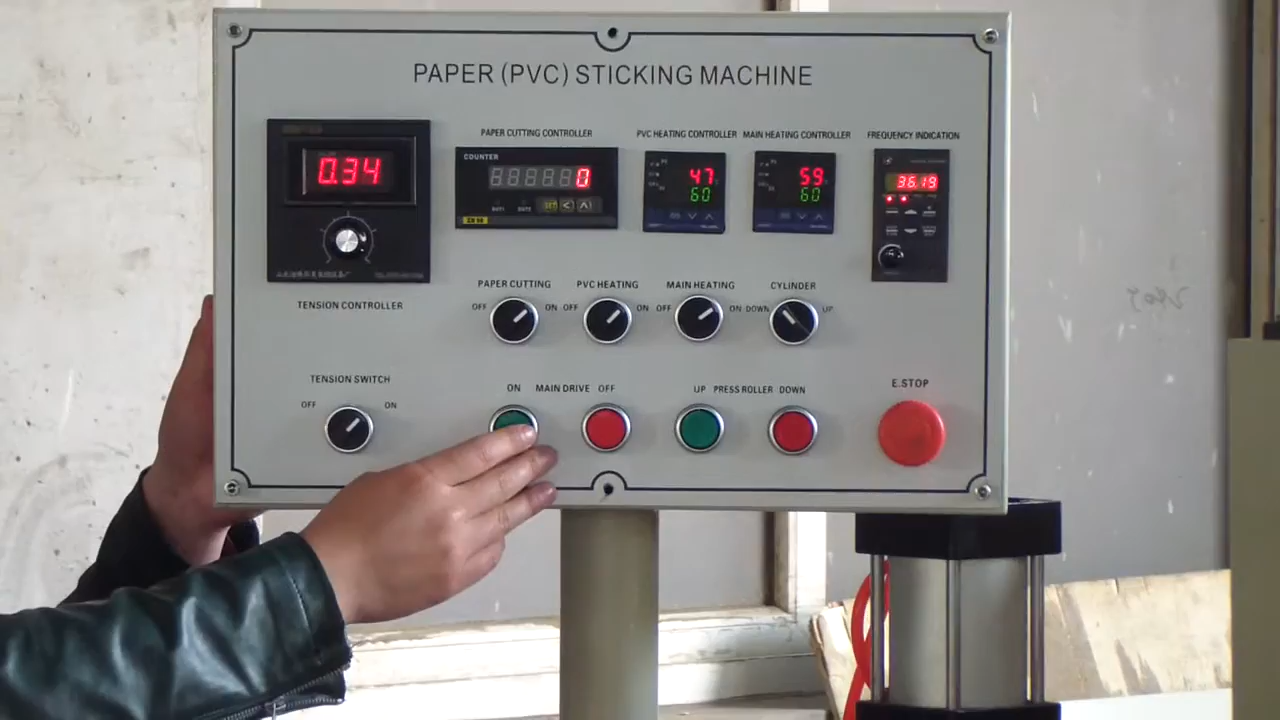 PAPER (PVC) STICKING MACHINE
PAPER CUTTING CONTROLLER
PVC HEATING CONTROLLER
MAIN HEATING CONTROLLER
FREQUENCY INDICATION
0.34
COUNTER
0
SET
47
60
59
60
36.19
TENSION CONTROLLER
PAPER CUTTING
OFF
ON
PVC HEATING
OFF
ON
MAIN HEATING
OFF
ON
CYLINDER
DOWN
UP
TENSION SWITCH
OFF
ON
ON MAIN DRIVE OFF
UP PRESS ROLLER DOWN
E.STOP